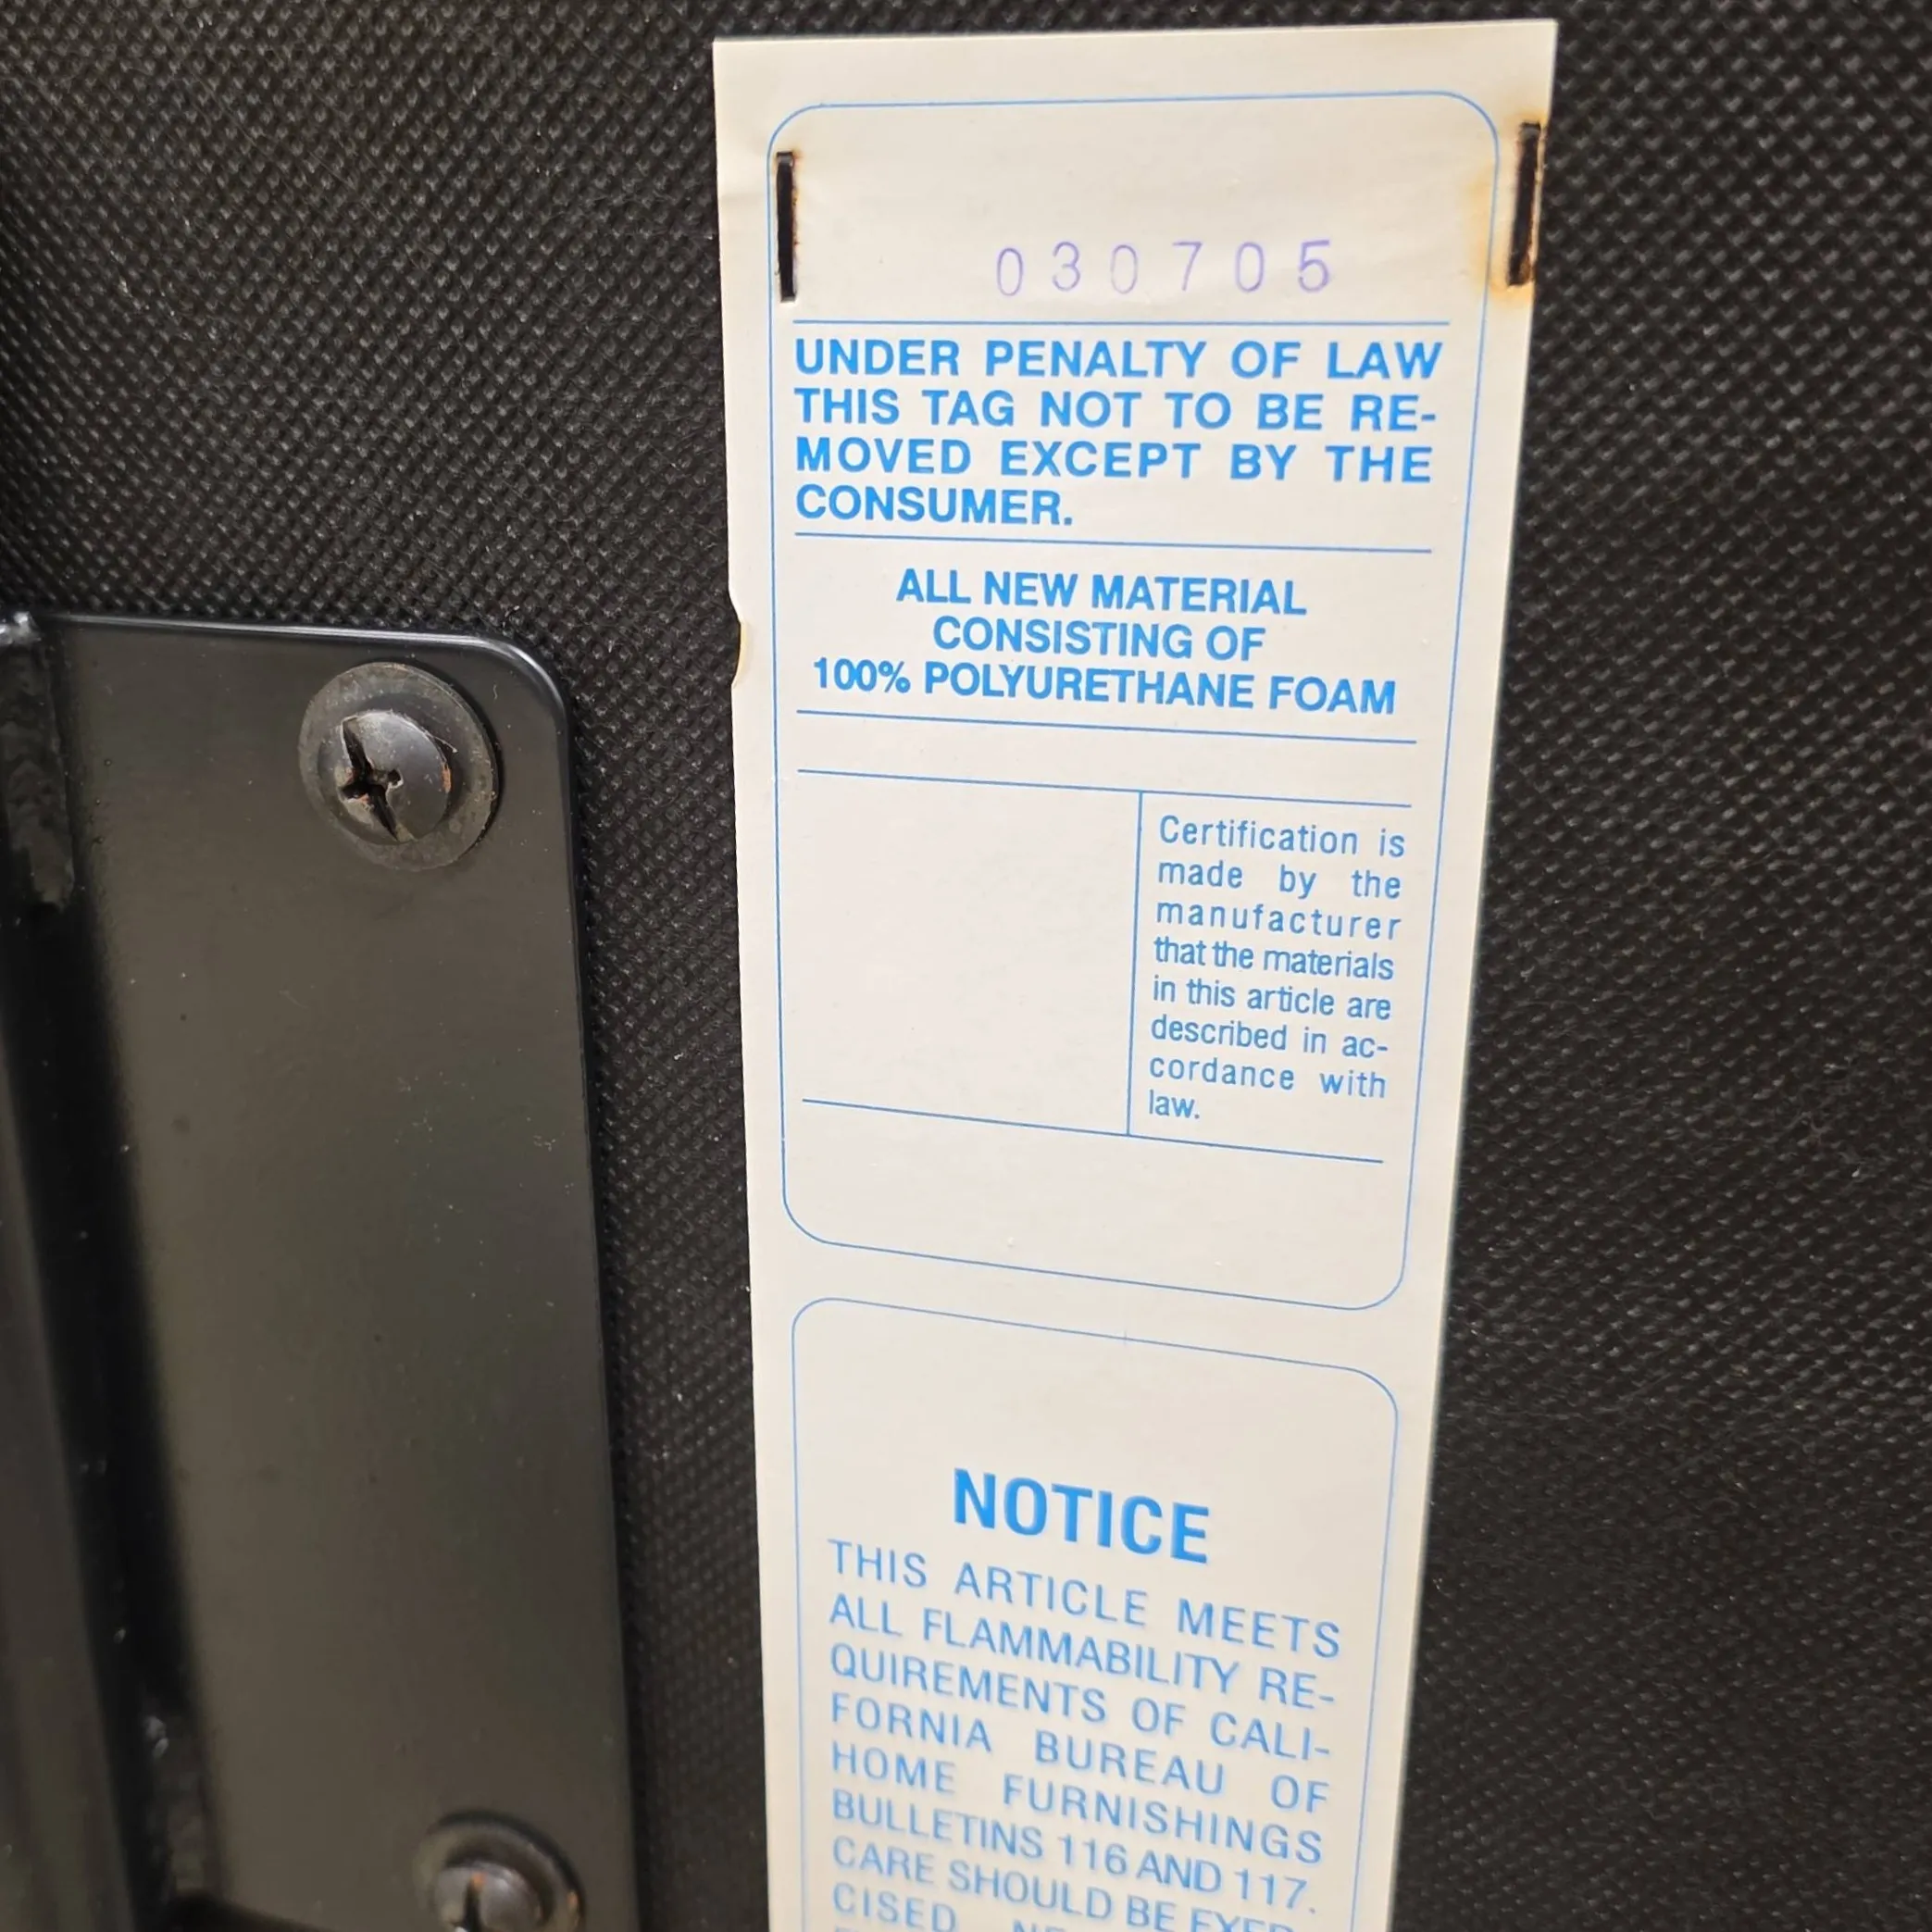 030705
UNDER PENALTY OF LAW
THIS TAG NOT TO BE RE-
MOVED EXCEPT BY THE
CONSUMER.
ALL NEW MATERIAL
CONSISTING OF
100% POLYURETHANE FOAM
Certification is
made by the
manufacturer
that the materials
in this article are
described in ac-
cordance with
law.
NOTICE
THIS ARTICLE MEETS
ALL FLAMMABILITY RE-
QUIREMENTS OF CALI-
FORNIA BUREAU OF
HOME FURNISHINGS
BULLETINS 116 AND 117.
CARE SHOULD BE EXER-
CISED